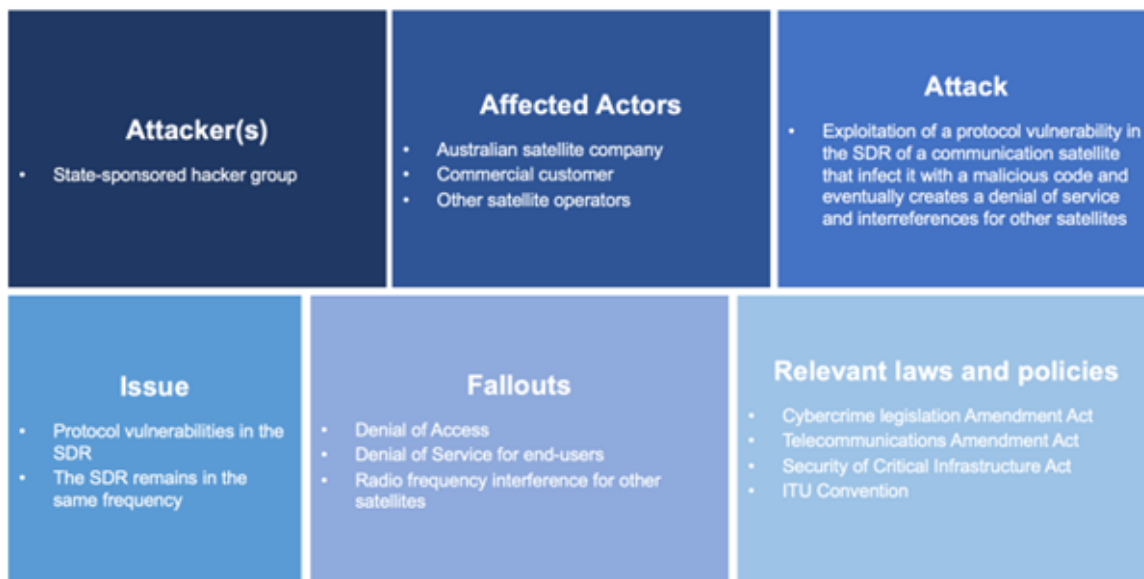 Attacker(s)
• State-sponsored hacker group
Affected Actors
• Australian satellite company
• Commercial customer
• Other satellite operators
Attack
• Exploitation of a protocol vulnerability in
the SDR of a communication satellite
that infect it with a malicious code and
eventually creates a denial of service
and interreferences for other satellites
Issue
• Protocol vulnerabilities in the
SDR
• The SDR remains in the
same frequency
Fallouts
• Denial of Access
• Denial of Service for end-users
• Radio frequency interference for other
satellites
Relevant laws and policies
• Cybercrime legislation Amendment Act
• Telecommunications Amendment Act
• Security of Critical Infrastructure Act
• ITU Convention